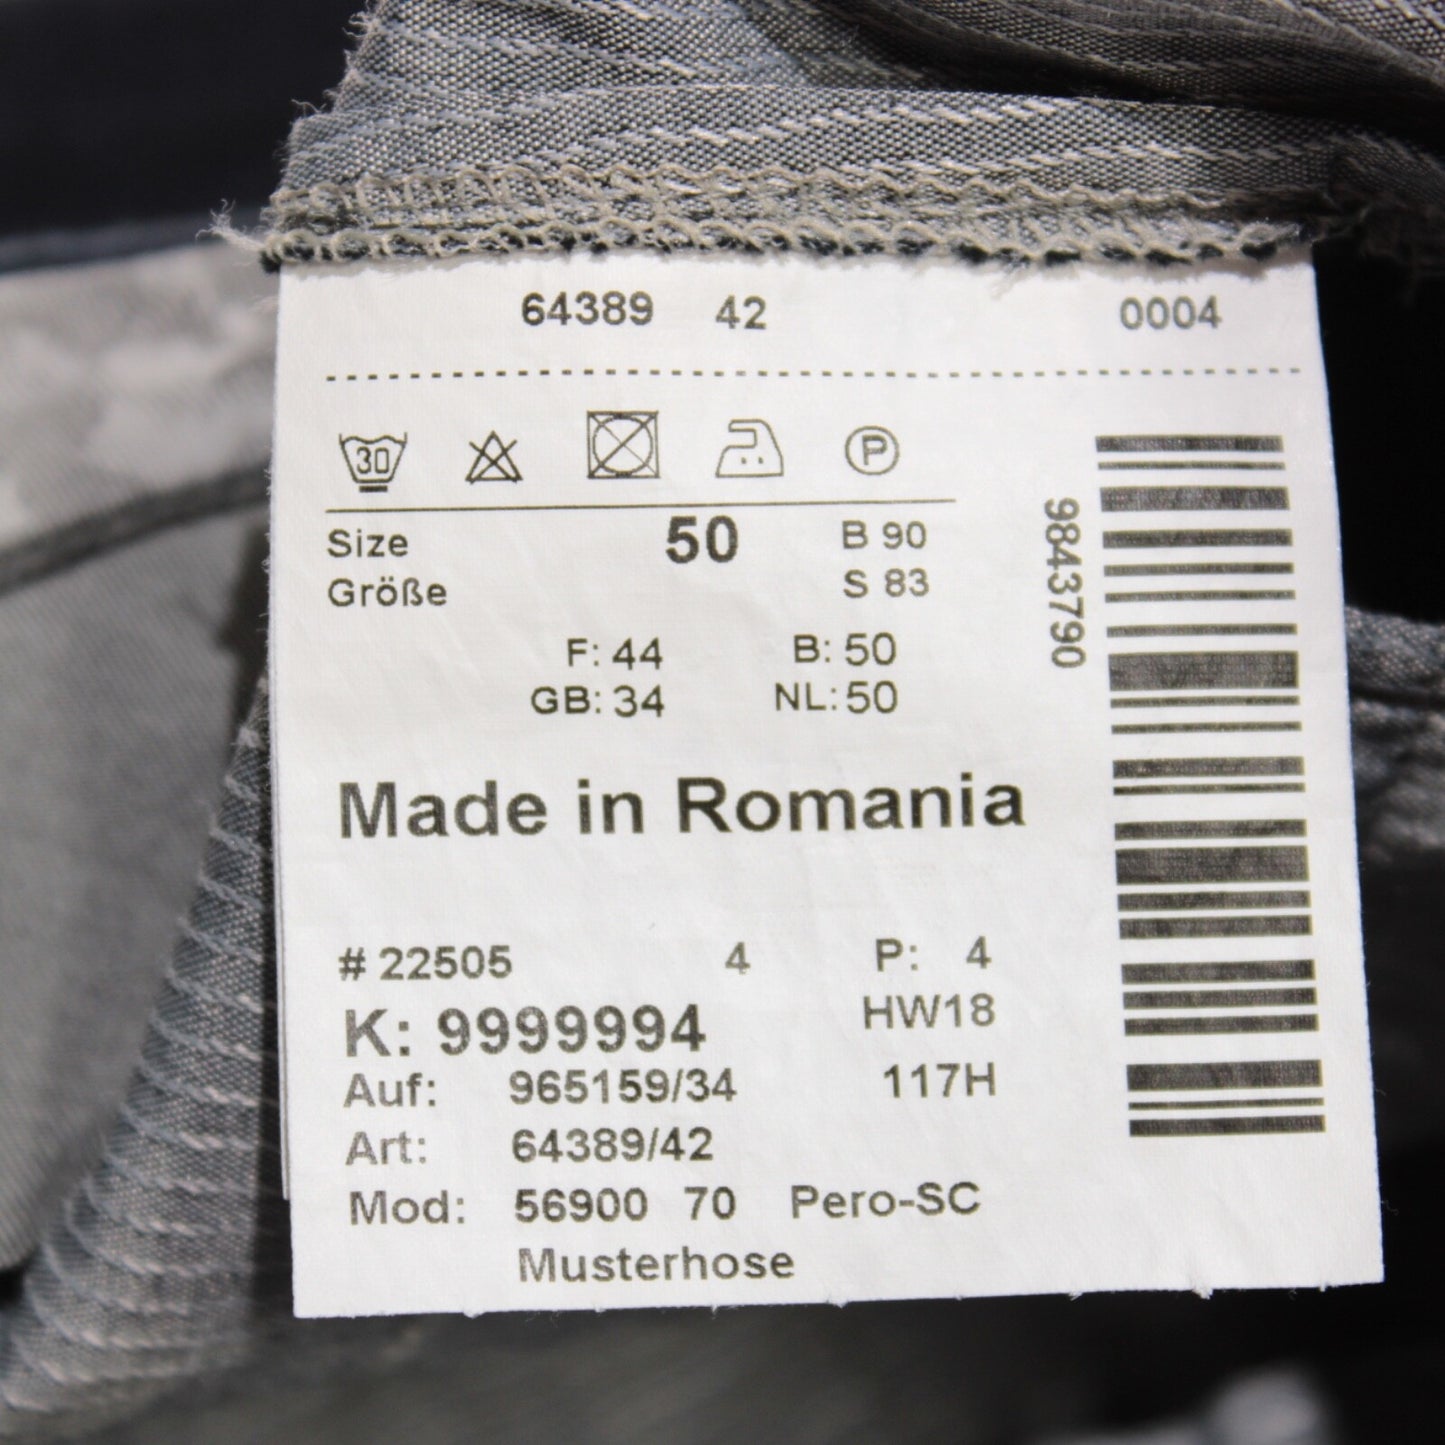 64389 42 0004
30 P
Size 50 B 90
Größe S 83
F: 44 B: 50
GB: 34 NL: 50
9843790
Made in Romania
# 22505 4 P: 4
K: 9999994 HW18
Auf: 965159/34 117H
Art: 64389/42
Mod: 56900 70 Pero-SC
Musterhose